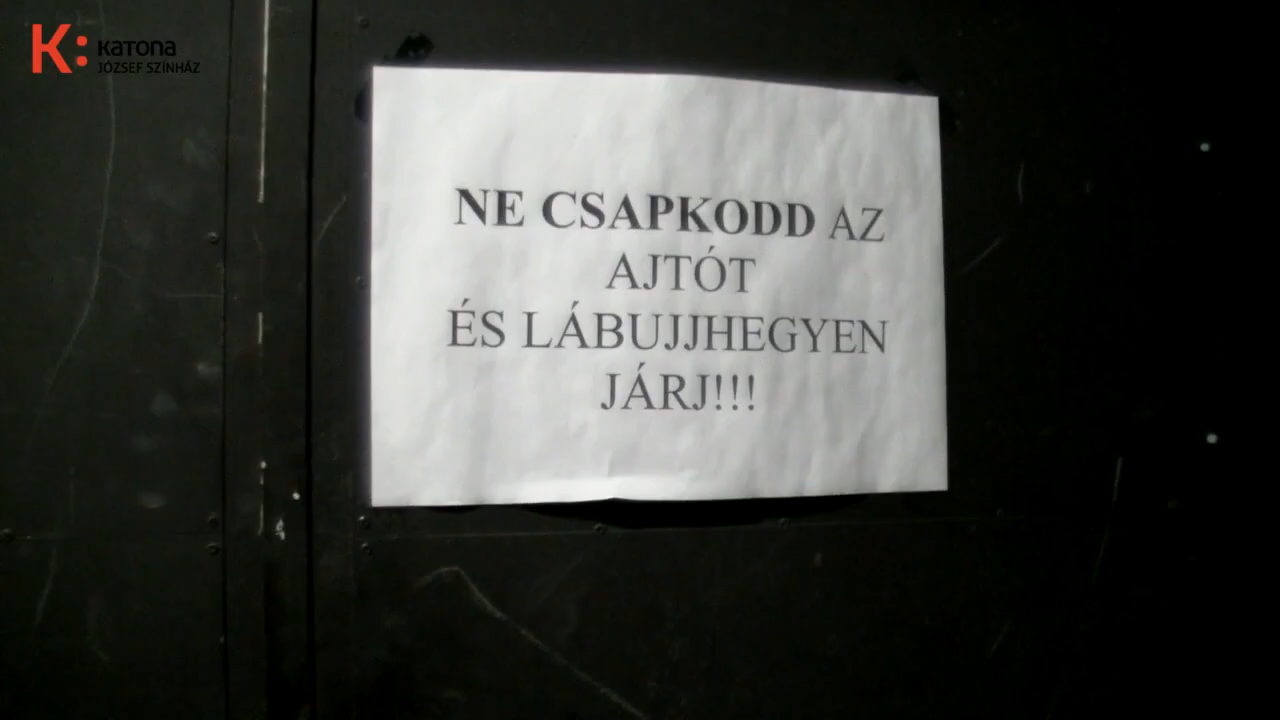 K:
KATONA
JÓZSEF SZÍNHÁZ
NE CSAPKODD AZ
AJTÓT
ÉS LÁBUJJHEGYEN
JÁRJ!!!